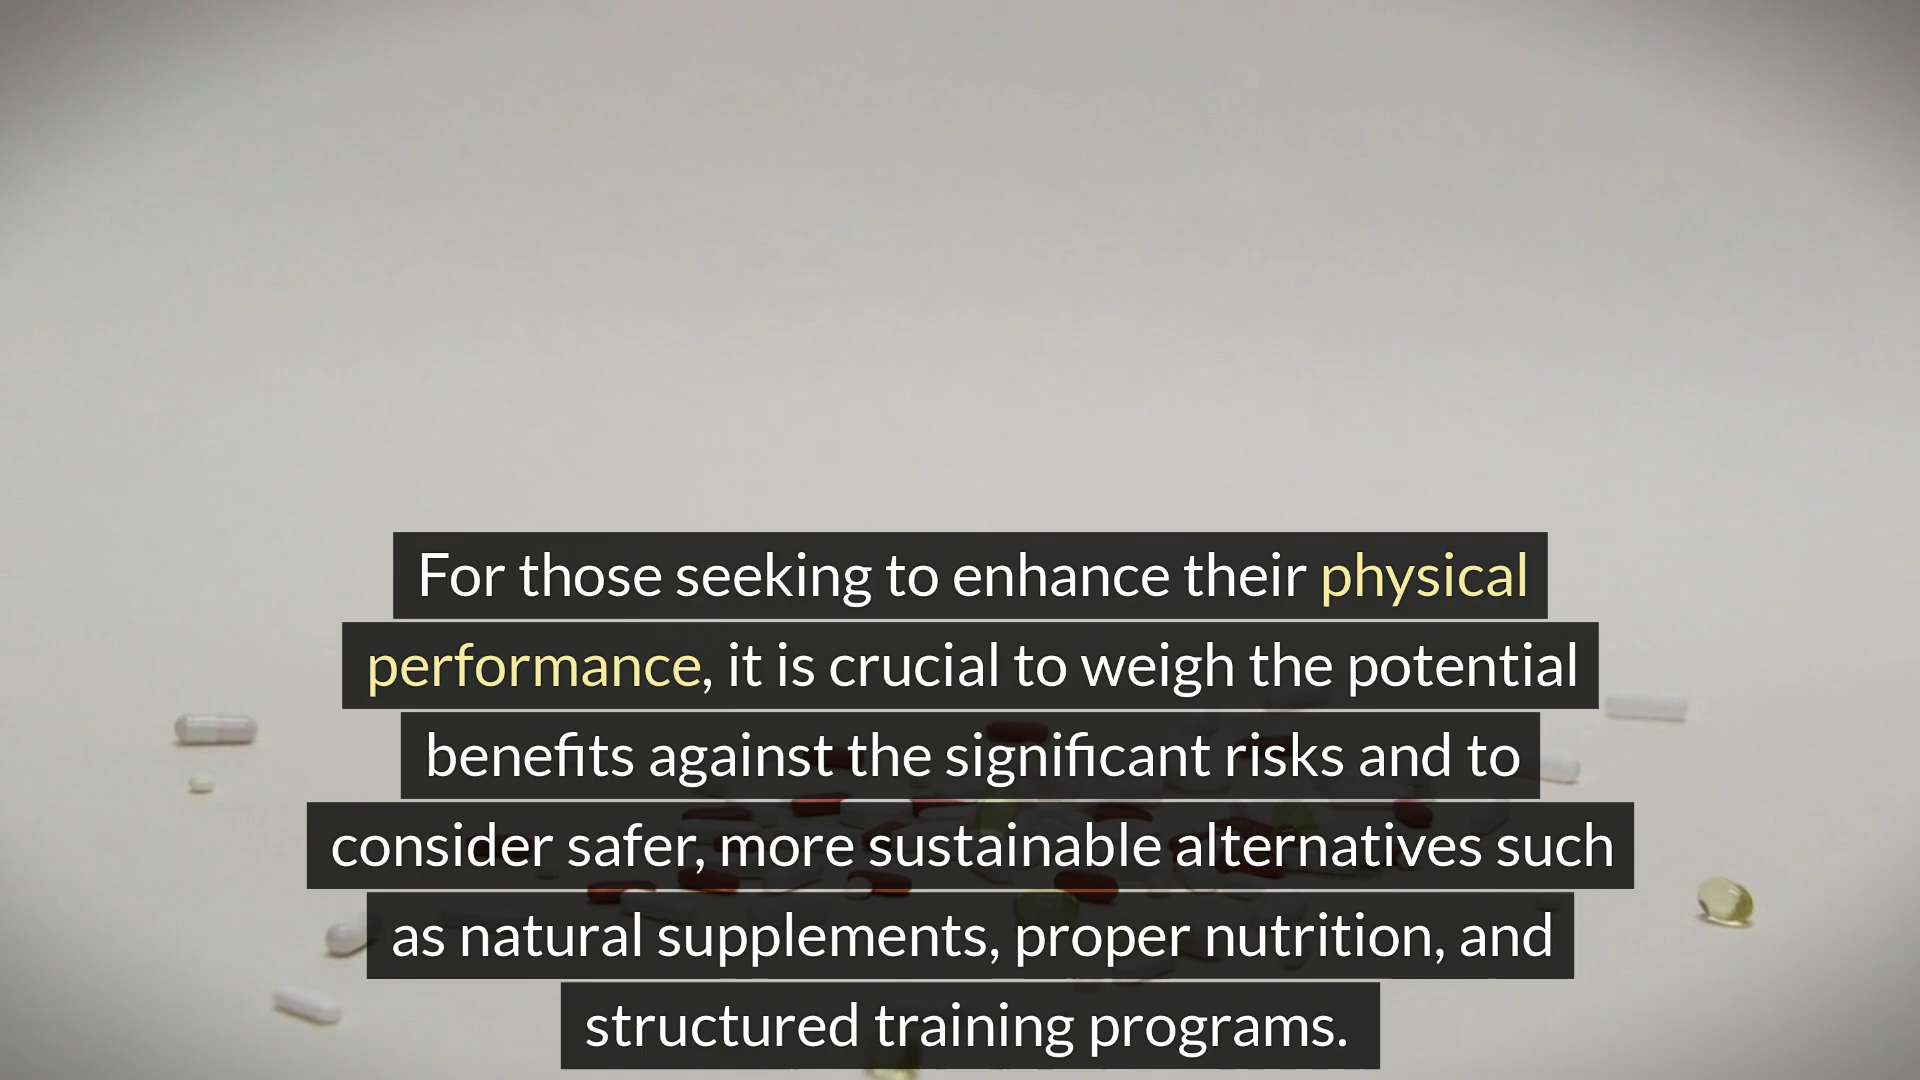 For those seeking to enhance their physical
performance, it is crucial to weigh the potential
benefits against the significant risks and to
consider safer, more sustainable alternatives such
as natural supplements, proper nutrition, and
structured training programs.